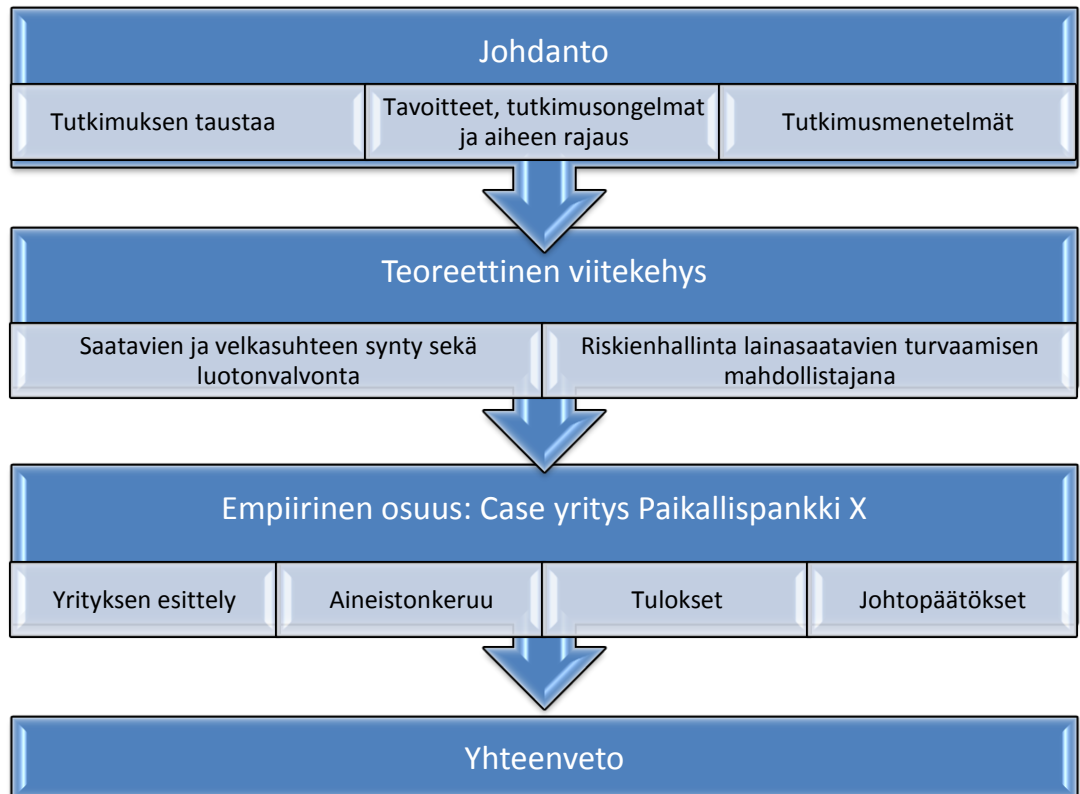 Johdanto
Tutkimuksen taustaa
Tavoitteet, tutkimusongelmat
ja aiheen rajaus
Tutkimusmenetelmät
Teoreettinen viitekehys
Saatavien ja velkasuhteen synty sekä
luotonvalvonta
Riskienhallinta lainasaatavien turvaamisen
mahdollistajana
Empiirinen osuus: Case yritys Paikallispankki X
Yrityksen esittely
Aineistonkeruu
Tulokset
Johtopäätökset
Yhteenveto